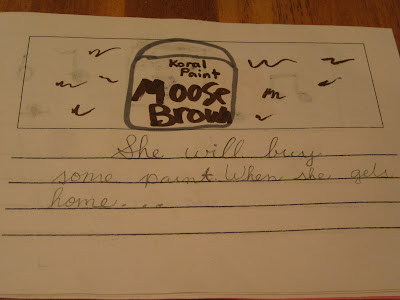 Koral
Paint
Moose
Brown
She will buy
some paint. When she gets
home...